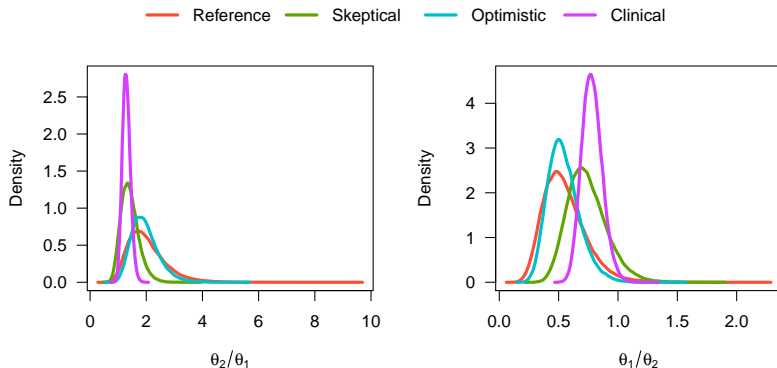 Reference Skeptical Optimistic Clinical
Density
2.5
2.0
1.5
1.0
0.5
0.0
0 2 4 6 8 10
θ2/θ1
Density
4
3
2
1
0
0.0 0.5 1.0 1.5 2.0
θ1/θ2